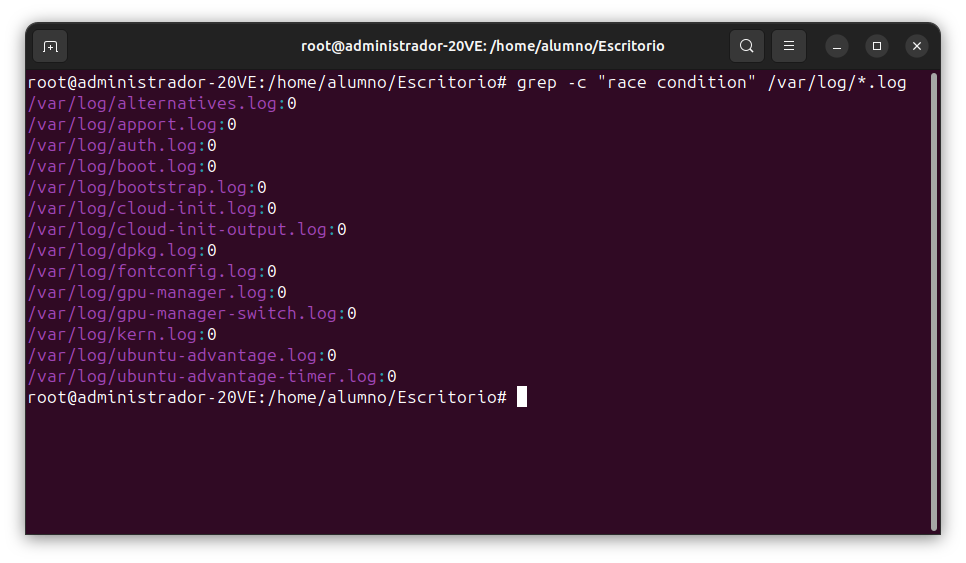 root@administrador-20VE: /home/alumno/Escritorio
root@administrador-20VE:/home/alumno/Escritorio# grep -c "race condition" /var/log/*.log
/var/log/alternatives.log:0
/var/log/apport.log:0
/var/log/auth.log:0
/var/log/boot.log:0
/var/log/bootstrap.log:0
/var/log/cloud-init.log:0
/var/log/cloud-init-output.log:0
/var/log/dpkg.log:0
/var/log/fontconfig.log:0
/var/log/gpu-manager.log:0
/var/log/gpu-manager-switch.log:0
/var/log/kern.log:0
/var/log/ubuntu-advantage.log:0
/var/log/ubuntu-advantage-timer.log:0
root@administrador-20VE:/home/alumno/Escritorio#